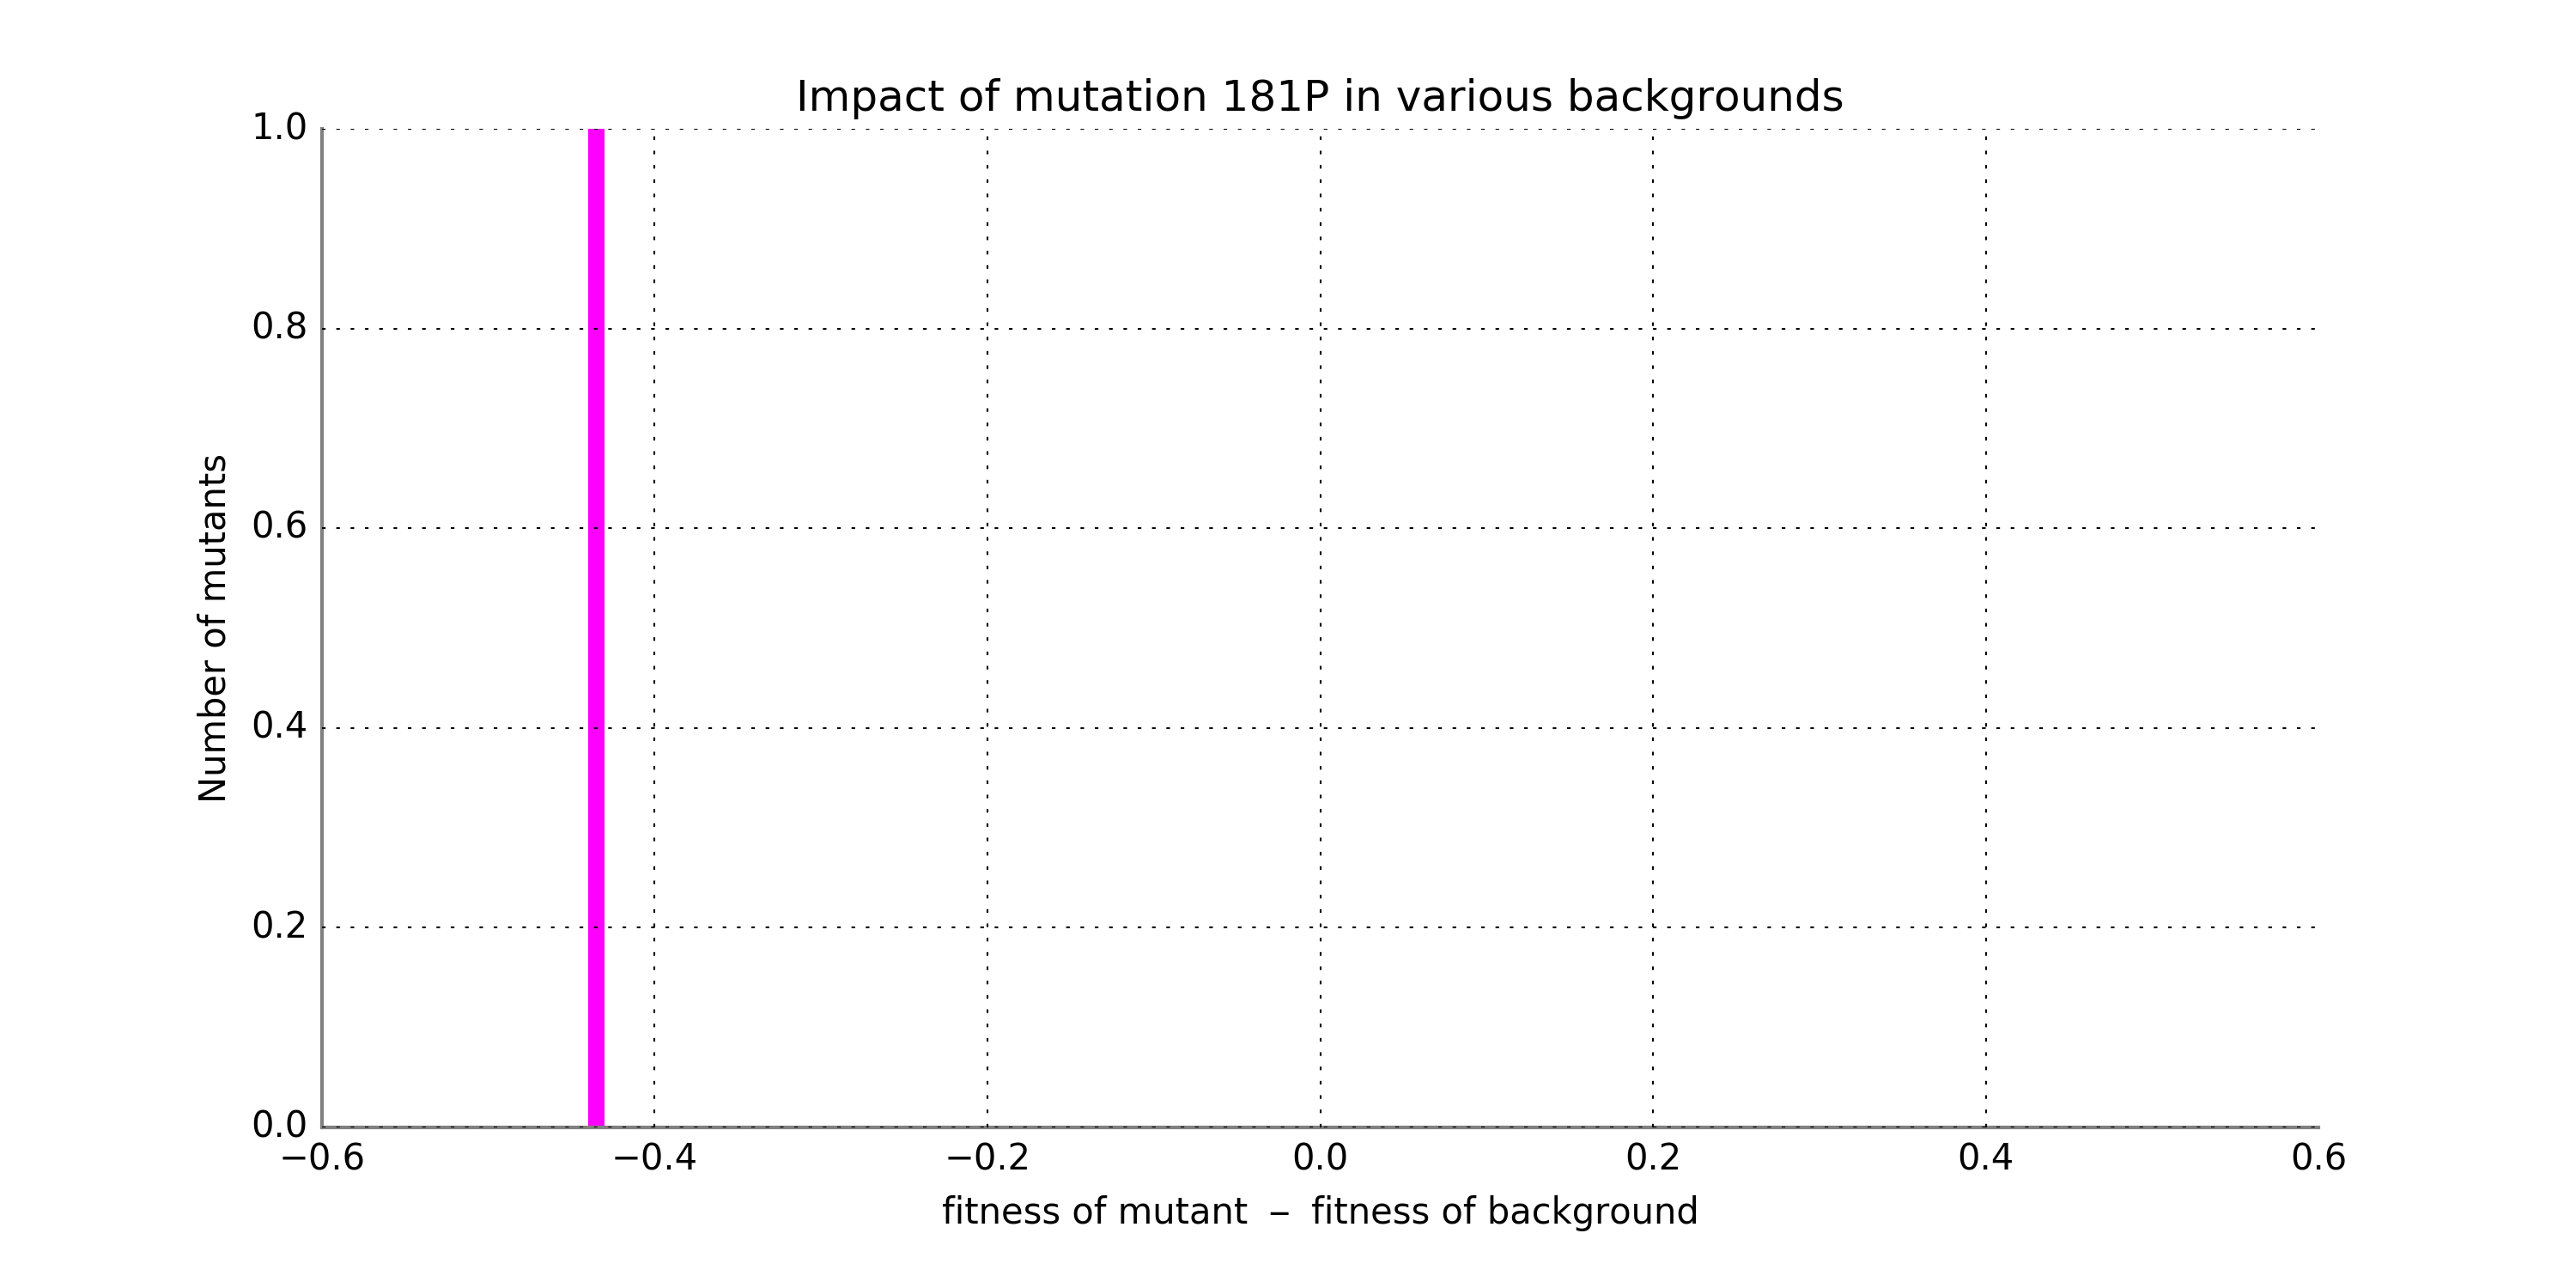 Impact of mutation 181P in various backgrounds
1.0
0.8
0.6
0.4
0.2
0.0
Number of mutants
−0.6 −0.4 −0.2 0.0 0.2 0.4 0.6
fitness of mutant − fitness of background